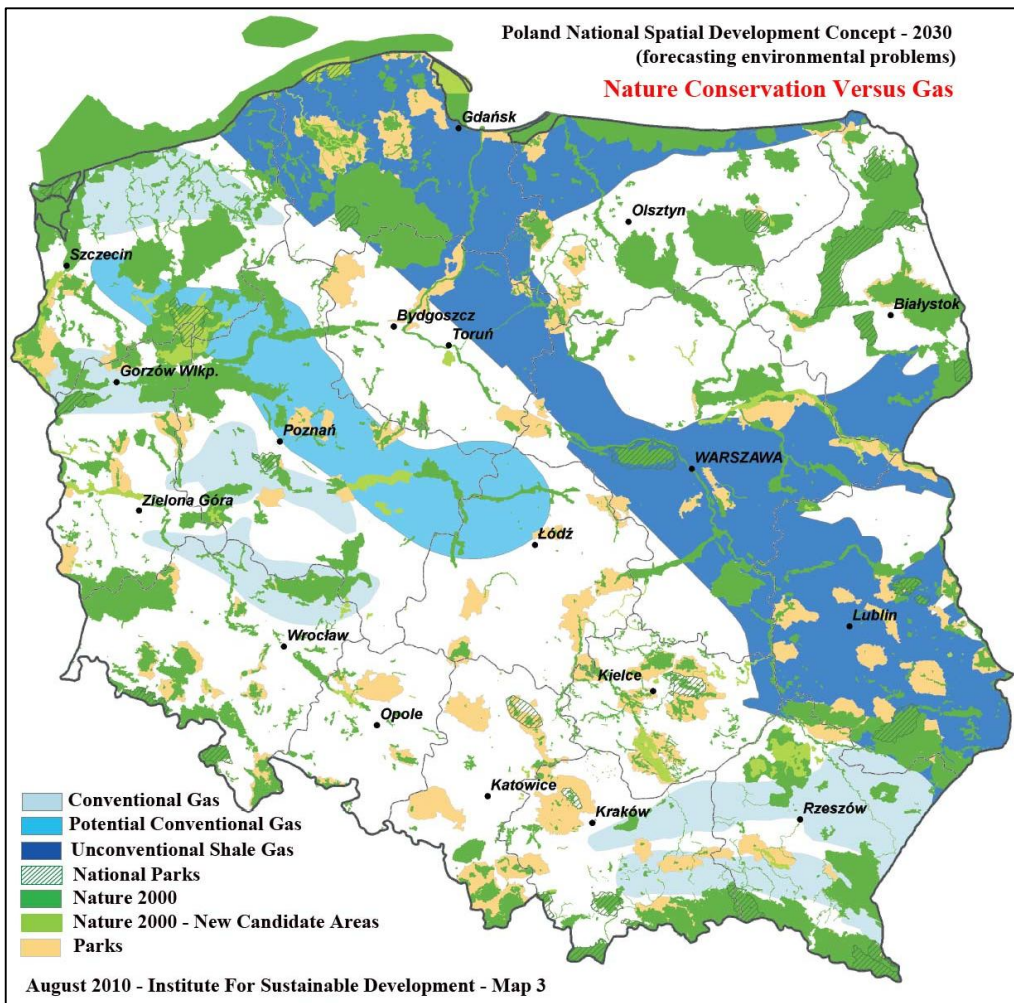 Poland National Spatial Development Concept - 2030
(forecasting environmental problems)
Nature Conservation Versus Gas
Gdańsk
Olsztyn
Szczecin
Białystok
Bydgoszcz
Toruń
Gorzów Wlkp.
Poznań
WARSZAWA
Zielona Góra
Łódź
Lublin
Wrocław
Kielce
Opole
Katowice
Kraków
Rzeszów
Conventional Gas
Potential Conventional Gas
Unconventional Shale Gas
National Parks
Nature 2000
Nature 2000 - New Candidate Areas
Parks
August 2010 - Institute For Sustainable Development - Map 3